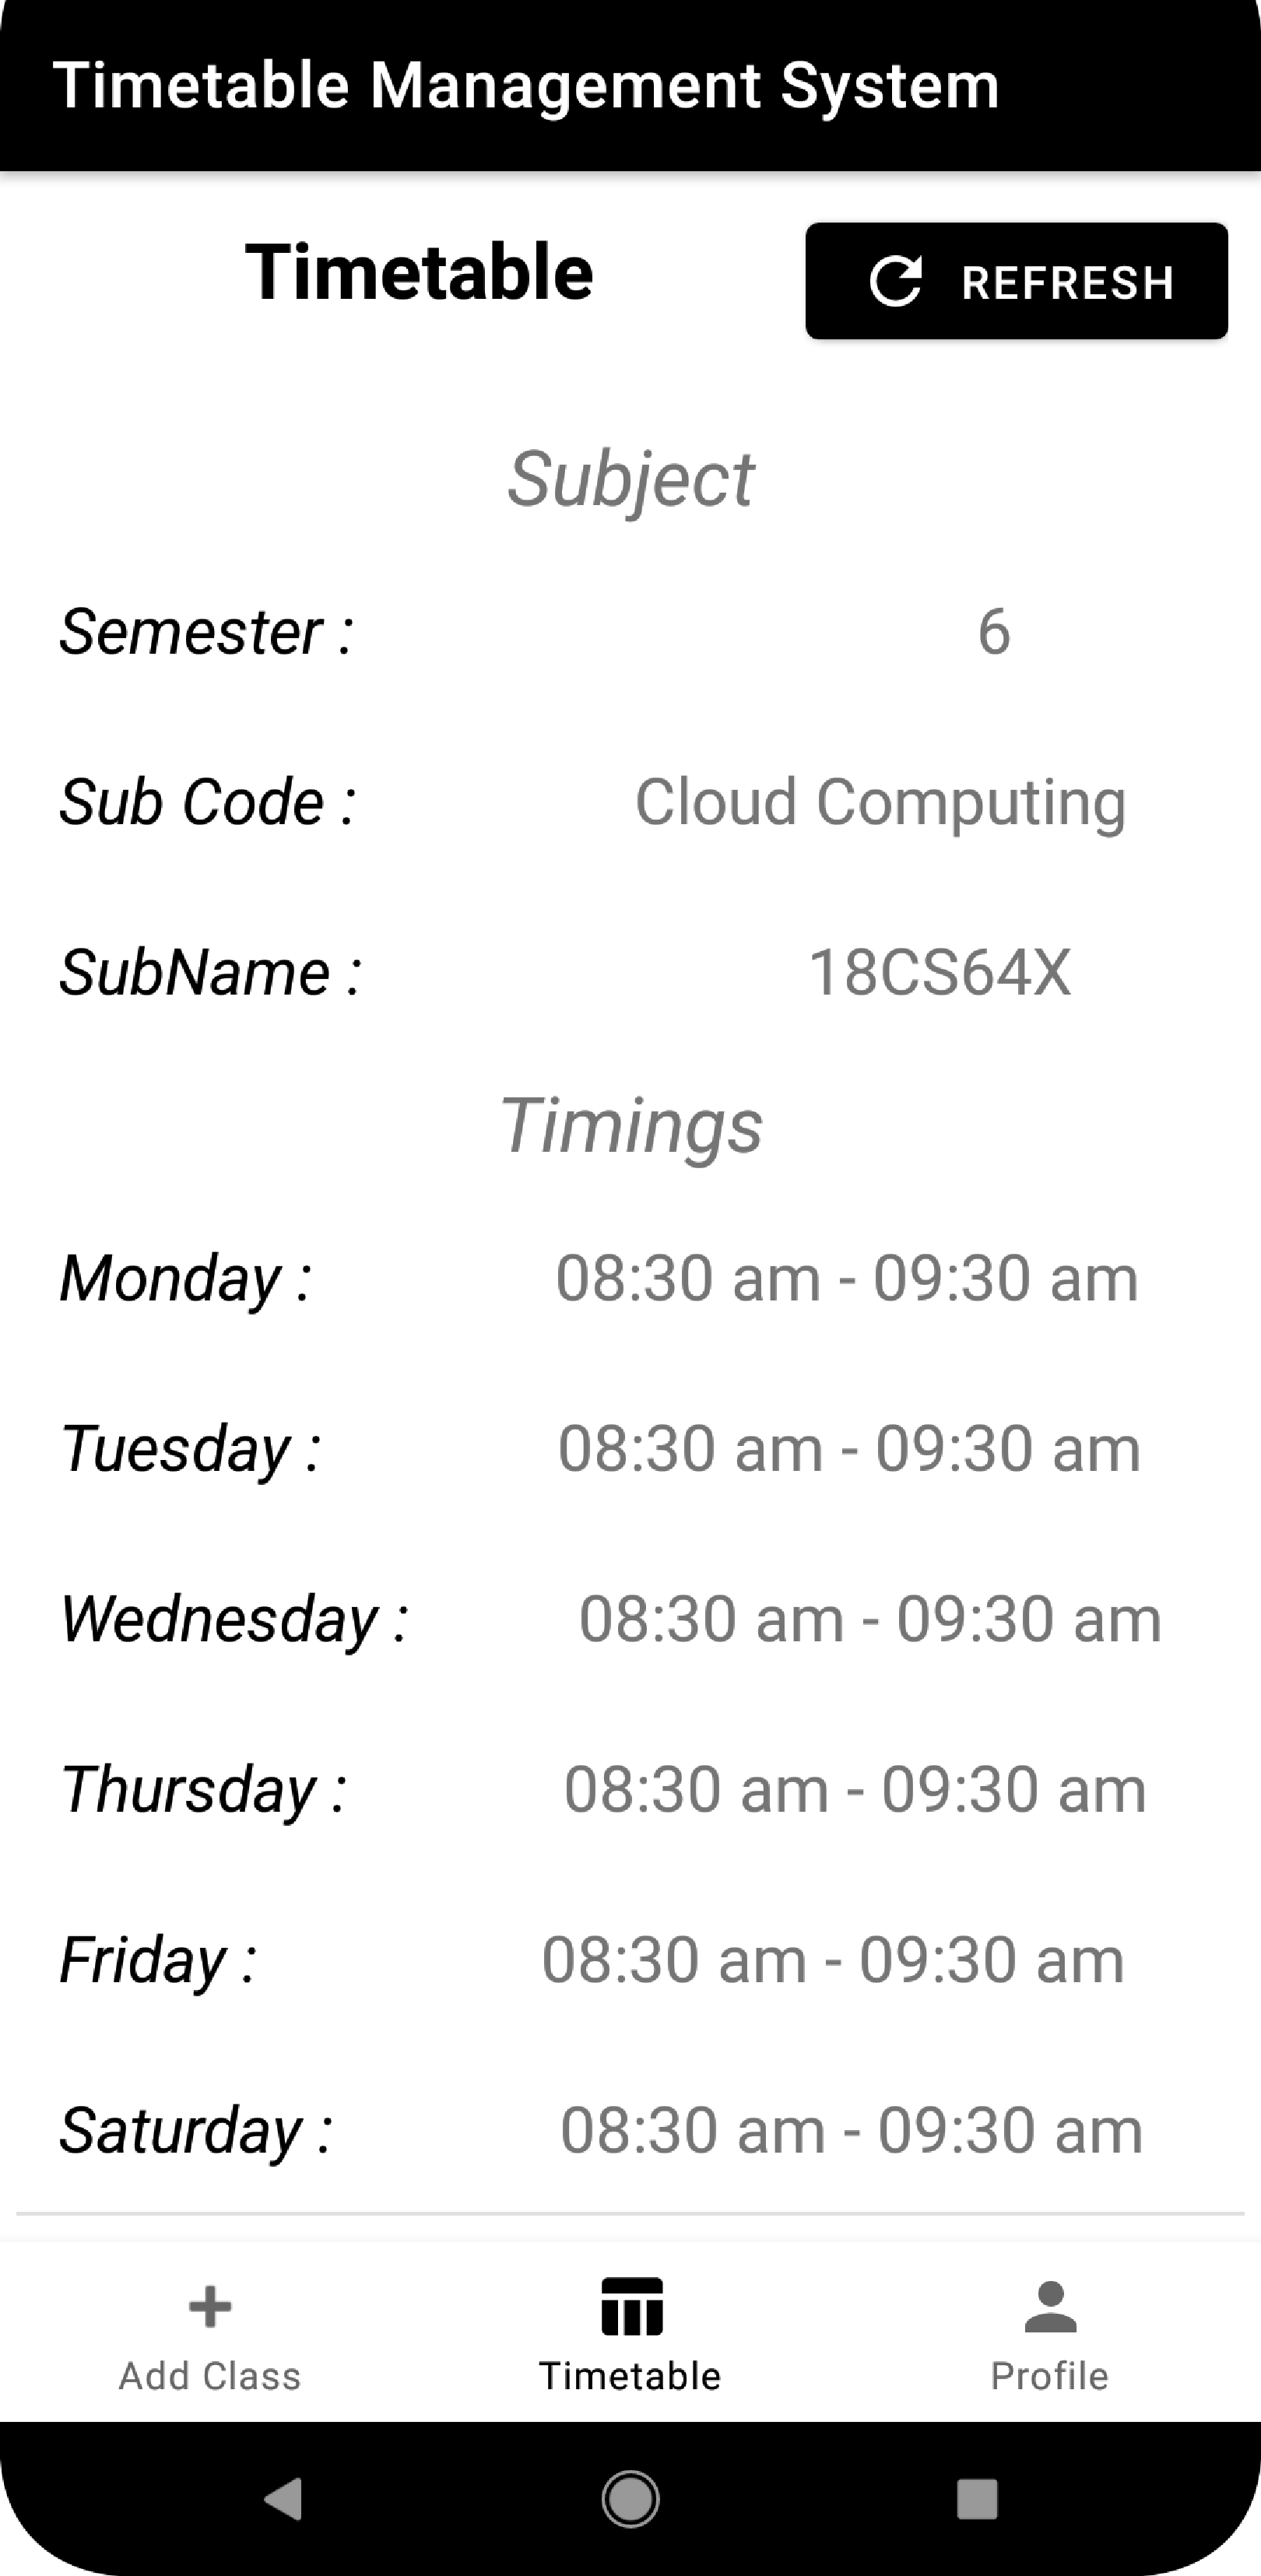 Timetable Management System
Timetable
REFRESH
Subject
Semester : 6
Sub Code : Cloud Computing
SubName : 18CS64X
Timings
Monday : 08:30 am - 09:30 am
Tuesday : 08:30 am - 09:30 am
Wednesday : 08:30 am - 09:30 am
Thursday : 08:30 am - 09:30 am
Friday : 08:30 am - 09:30 am
Saturday : 08:30 am - 09:30 am
Add Class
Timetable
Profile